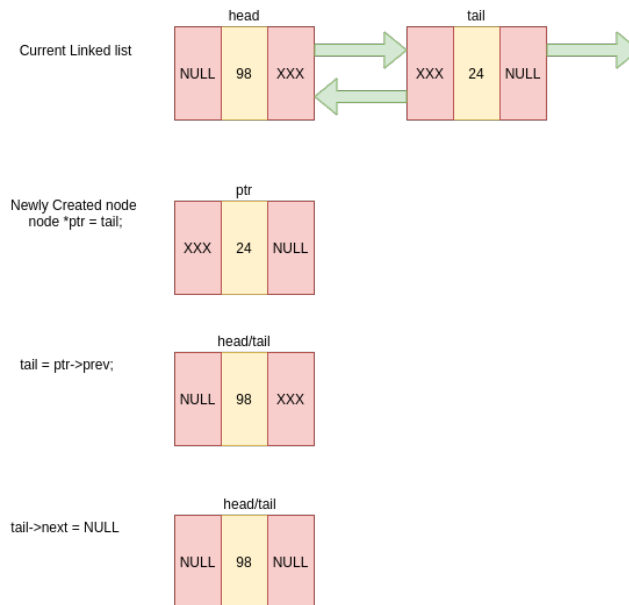 head
tail
Current Linked list
NULL 98 XXX
XXX 24 NULL
ptr
Newly Created node
node *ptr = tail;
XXX 24 NULL
head/tail
tail = ptr->prev;
NULL 98 XXX
head/tail
tail->next = NULL
NULL 98 NULL